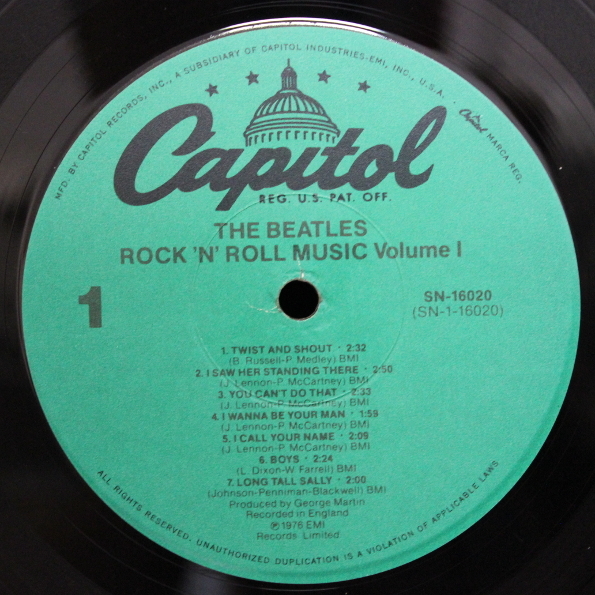 MFD. BY CAPITOL RECORDS, INC., A SUBSIDIARY OF CAPITOL INDUSTRIES-EMI, INC., U.S.A. · Capitol MARCA REG.
Capitol
REG. U.S. PAT. OFF.
THE BEATLES
ROCK 'N' ROLL MUSIC Volume I
1
SN-16020
(SN-1-16020)
1. TWIST AND SHOUT · 2:32
(B. Russell-P. Medley) BMI
2. I SAW HER STANDING THERE · 2:50
(J. Lennon-P. McCartney) BMI
3. YOU CAN'T DO THAT · 2:33
(J. Lennon-P. McCartney) BMI
4. I WANNA BE YOUR MAN · 1:59
(J. Lennon-P. McCartney) BMI
5. I CALL YOUR NAME · 2:09
(J. Lennon-P. McCartney) BMI
6. BOYS · 2:24
(L. Dixon-W. Farrell) BMI
7. LONG TALL SALLY · 2:00
(Johnson-Penniman-Blackwell) BMI
Produced by George Martin
Recorded in England
℗1976 EMI
Records Limited
ALL RIGHTS RESERVED. UNAUTHORIZED DUPLICATION IS A VIOLATION OF APPLICABLE LAWS